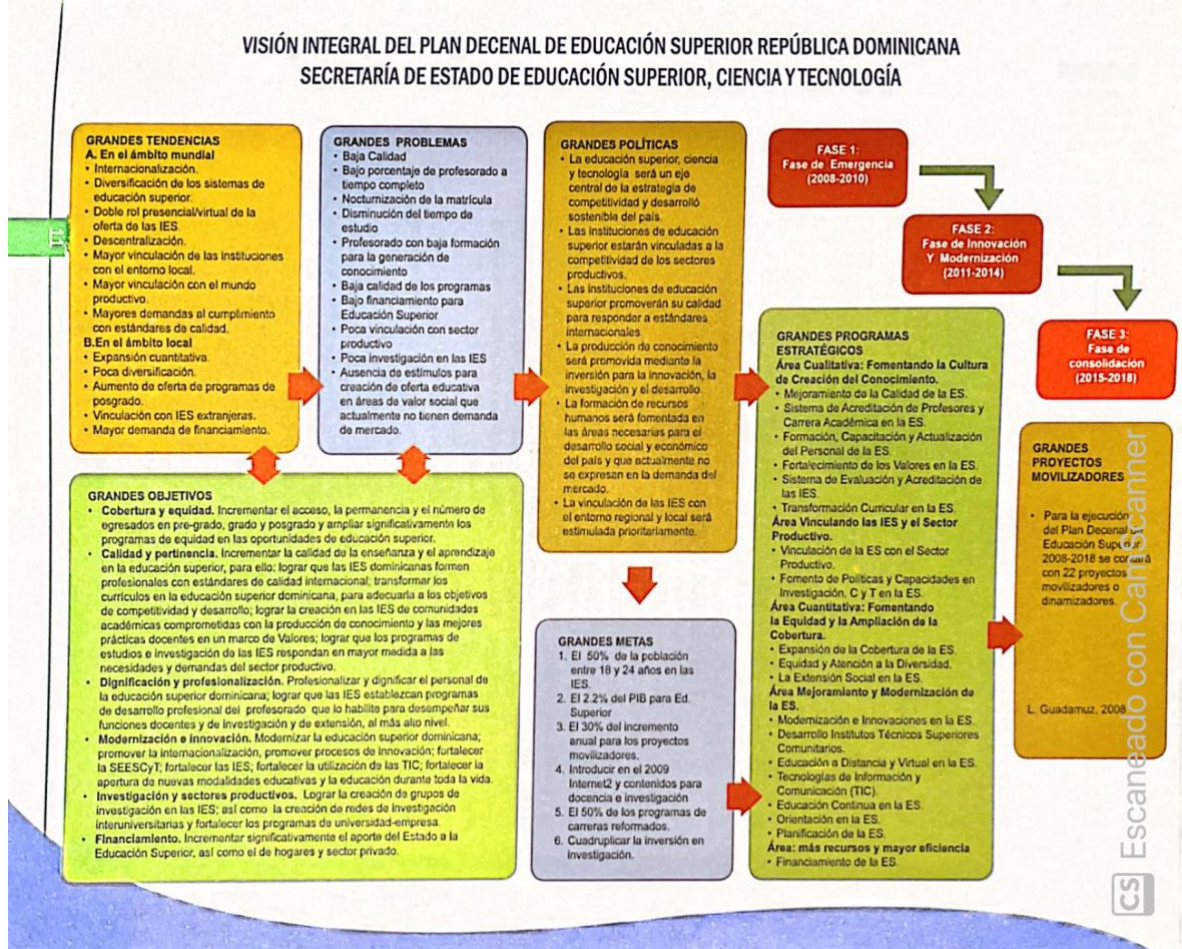 VISIÓN INTEGRAL DEL PLAN DECENAL DE EDUCACIÓN SUPERIOR REPÚBLICA DOMINICANA
SECRETARÍA DE ESTADO DE EDUCACIÓN SUPERIOR, CIENCIA Y TECNOLOGÍA
11
GRANDES TENDENCIAS
A. En el ámbito mundial
• Internacionalización.
• Diversificación de los sistemas de
educación superior.
• Doble rol presencial/virtual de la
oferta de las IES.
• Descentralización.
• Mayor vinculación de las instituciones
con el entorno local.
• Mayor vinculación con el mundo
productivo.
• Mayores demandas al cumplimiento
con estándares de calidad.
B.En el ámbito local
• Expansión cuantitativa.
• Poca diversificación.
• Aumento de oferta de programas de
posgrado.
• Vinculación con IES extranjeras.
• Mayor demanda de financiamiento.
GRANDES PROBLEMAS
• Baja Calidad
• Bajo porcentaje de profesorado a
tiempo completo
• Nocturnización de la matrícula
• Disminución del tiempo de
estudio
• Profesorado con baja formación
para la generación de
conocimiento
• Baja calidad de los programas
• Bajo financiamiento para
Educación Superior
• Poca vinculación con sector
productivo
• Poca investigación en las IES
• Ausencia de estímulos para
creación de oferta educativa
en áreas de valor social que
actualmente no tienen demanda
de mercado.
GRANDES POLÍTICAS
• La educación superior, ciencia
y tecnología será un eje
central de la estrategia de
competitividad y desarrolló
sostenible del país.
• Las instituciones de educación
superior estarán vinculadas a la
competitividad de los sectores
productivos.
• Las instituciones de educación
superior promoverán su calidad
para responder a estándares
internacionales.
• La producción de conocimiento
será promovida mediante la
inversión para la innovación, la
investigación y el desarrollo.
• La formación de recursos
humanos será fomentada en
las áreas necesarias para el
desarrollo social y económico
del país y que actualmente no
se expresan en la demanda del
mercado.
• La vinculación de las IES con
el entorno regional y local será
estimulada prioritariamente.
FASE 1:
Fase de Emergencia
(2008-2010)
FASE 2:
Fase de Innovación
Y Modernización
(2011-2014)
FASE 3:
Fase de
consolidación
(2015-2018)
GRANDES OBJETIVOS
• Cobertura y equidad. Incrementar el acceso, la permanencia y el número de
egresados en pre-grado, grado y posgrado y ampliar significativamente los
programas de equidad en las oportunidades de educación superior.
• Calidad y pertinencia. Incrementar la calidad de la enseñanza y el aprendizaje
en la educación superior, para ello; lograr que las IES dominicanas formen
profesionales con estándares de calidad internacional; transformar los
currículos en la educación superior dominicana, para adecuarla a los objetivos
de competitividad y desarrollo; lograr la creación en las IES de comunidades
académicas comprometidas con la producción de conocimiento y las mejores
prácticas docentes en un marco de Valores; lograr que los programas de
estudios e investigación de las IES respondan en mayor medida a las
necesidades y demandas del sector productivo.
• Dignificación y profesionalización. Profesionalizar y dignificar el personal de
la educación superior dominicana; lograr que las IES establezcan programas
de desarrollo profesional del profesorado que lo habilite para desempeñar sus
funciones docentes y de investigación y de extensión, al más alto nivel.
• Modernización e innovación. Modernizar la educación superior dominicana;
promover la internacionalización, promover procesos de innovación; fortalecer
la SEESCyT; fortalecer las IES; fortalecer la utilización de las TIC; fortalecer la
apertura de nuevas modalidades educativas y la educación durante toda la vida.
• Investigación y sectores productivos. Lograr la creación de grupos de
investigación en las IES; así como la creación de redes de investigación
interuniversitarias y fortalecer los programas de universidad-empresa.
• Financiamiento. Incrementar significativamente el aporte del Estado a la
Educación Superior, así como el de hogares y sector privado.
GRANDES METAS
1. El 50% de la población
entre 18 y 24 años en las
IES.
2. El 2.2% del PIB para Ed.
Superior
3. El 30% del incremento
anual para los proyectos
movilizadores.
4. Introducir en el 2009
Internet2 y contenidos para
docencia e investigación
5. El 50% de los programas de
carreras reformados.
6. Cuadruplicar la inversión en
investigación.
GRANDES PROGRAMAS
ESTRATÉGICOS
Área Cualitativa: Fomentando la Cultura
de Creación del Conocimiento.
• Mejoramiento de la Calidad de la ES.
• Sistema de Acreditación de Profesores y
Carrera Académica en la ES.
• Formación, Capacitación y Actualización
del Personal de la ES.
• Fortalecimiento de los Valores en la ES.
• Sistema de Evaluación y Acreditación de
las IES.
• Transformación Curricular en la ES.
Área Vinculando las IES y el Sector
Productivo.
• Vinculación de la ES con el Sector
Productivo.
• Fomento de Políticas y Capacidades en
Investigación, C y T en la ES.
Área Cuantitativa: Fomentando
la Equidad y la Ampliación de la
Cobertura.
• Expansión de la Cobertura de la ES.
• Equidad y Atención a la Diversidad.
• La Extensión Social en la ES.
Área Mejoramiento y Modernización de
la ES.
• Modernización e Innovaciones en la ES.
• Desarrollo Institutos Técnicos Superiores
Comunitarios.
• Educación a Distancia y Virtual en la ES.
• Tecnologías de Información y
Comunicación (TIC).
• Educación Continua en la ES.
• Orientación en la ES.
• Planificación de la ES.
Área: más recursos y mayor eficiencia
• Financiamiento de la ES.
GRANDES
PROYECTOS
MOVILIZADORES
• Para la ejecución
del Plan Decenal
Educación Superior
2008-2018 se contará
con 22 proyectos
movilizadores o
dinamizadores.
L. Guadamuz, 2008
CS Escaneado con CamScanner